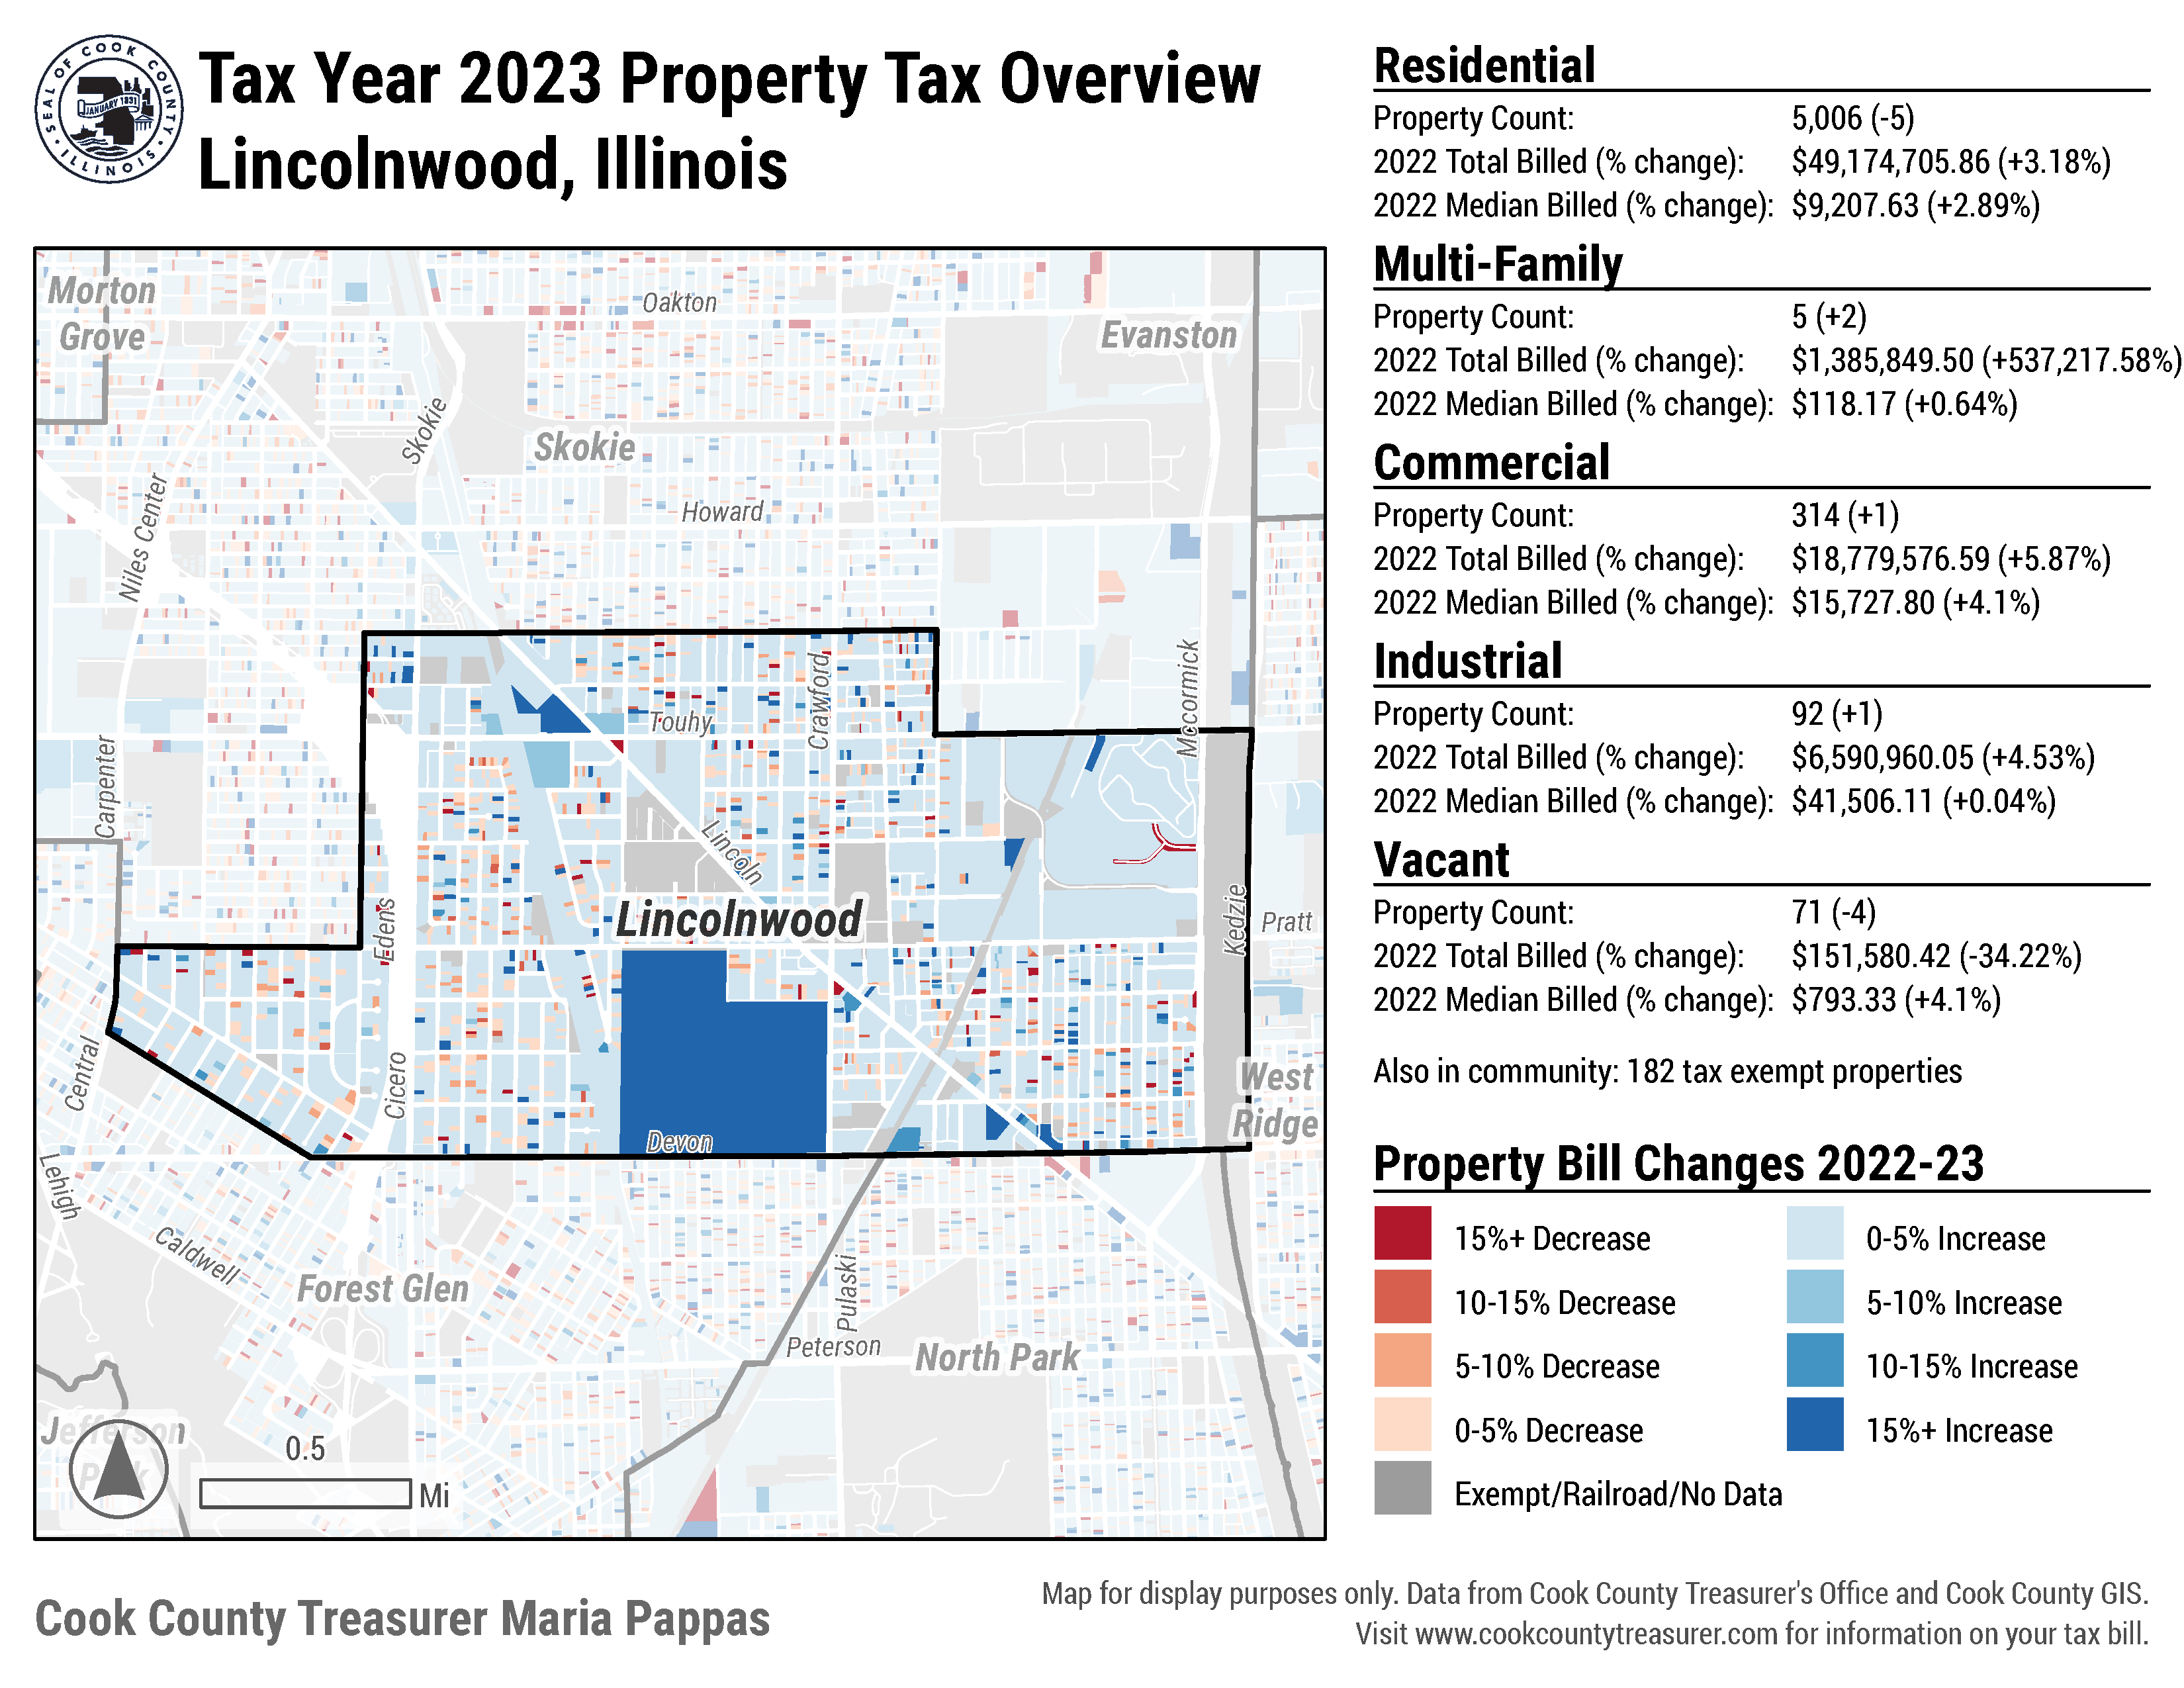 SEAL OF COOK COUNTY
• ILLINOIS •
JANUARY 1831
Tax Year 2023 Property Tax Overview
Lincolnwood, Illinois
Residential
Property Count: 5,006 (-5)
2022 Total Billed (% change): $49,174,705.86 (+3.18%)
2022 Median Billed (% change): $9,207.63 (+2.89%)
Multi-Family
Property Count: 5 (+2)
2022 Total Billed (% change): $1,385,849.50 (+537,217.58%)
2022 Median Billed (% change): $118.17 (+0.64%)
Commercial
Property Count: 314 (+1)
2022 Total Billed (% change): $18,779,576.59 (+5.87%)
2022 Median Billed (% change): $15,727.80 (+4.1%)
Industrial
Property Count: 92 (+1)
2022 Total Billed (% change): $6,590,960.05 (+4.53%)
2022 Median Billed (% change): $41,506.11 (+0.04%)
Vacant
Property Count: 71 (-4)
2022 Total Billed (% change): $151,580.42 (-34.22%)
2022 Median Billed (% change): $793.33 (+4.1%)
Also in community: 182 tax exempt properties
Property Bill Changes 2022-23
15%+ Decrease
0-5% Increase
10-15% Decrease
5-10% Increase
5-10% Decrease
10-15% Increase
0-5% Decrease
15%+ Increase
Exempt/Railroad/No Data
Morton
Grove
Oakton
Evanston
Skokie
Skokie
Niles Center
Howard
Mccormick
Crawford
Touhy
Carpenter
Lincoln
Edens
Lincolnwood
Kedzie
Pratt
Central
Cicero
West
Ridge
Devon
Lehigh
Caldwell
Forest Glen
Pulaski
Peterson
North Park
Jefferson
Park
0.5
Mi
Cook County Treasurer Maria Pappas
Map for display purposes only. Data from Cook County Treasurer's Office and Cook County GIS.
Visit www.cookcountytreasurer.com for information on your tax bill.